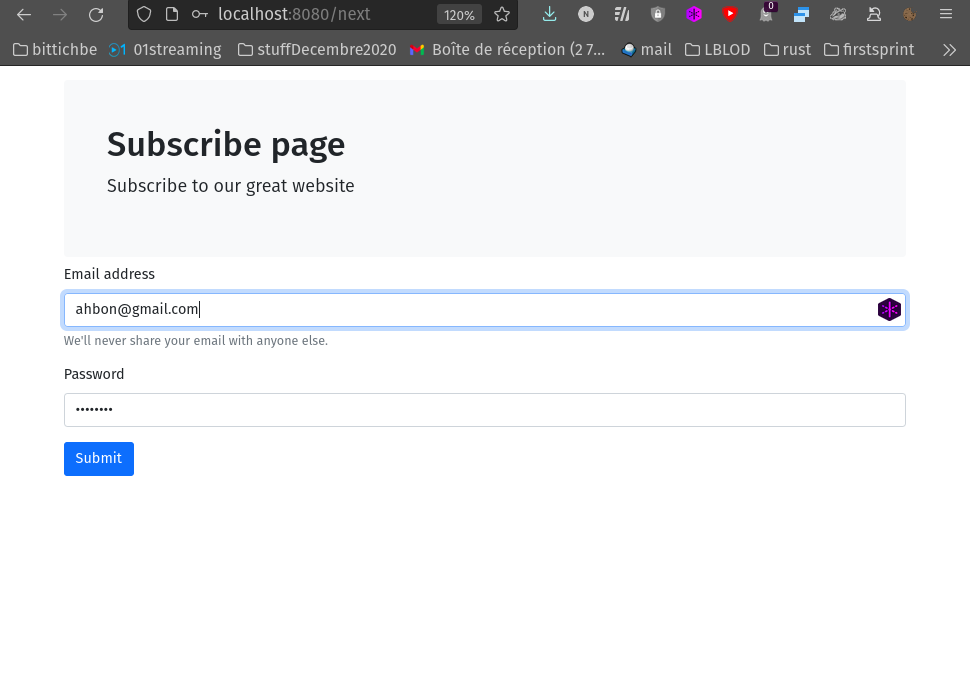 localhost:8080/next 120% N 0
bittichbe 01streaming stuffDecembre2020 Boîte de réception (2 7… mail LBLOD rust firstsprint
Subscribe page
Subscribe to our great website
Email address
ahbon@gmail.com
We'll never share your email with anyone else.
Password
••••••••
Submit